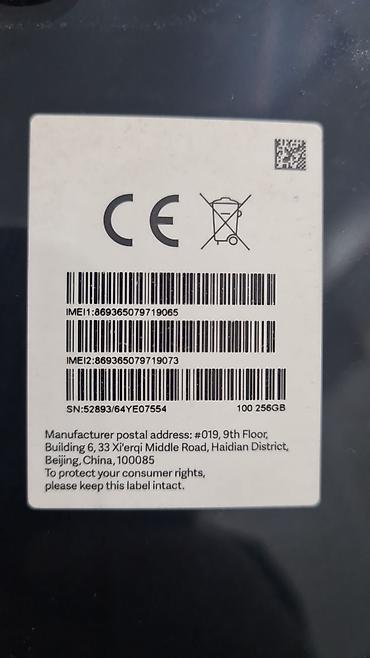 CE
IMEI1:869365079719065
IMEI2:869365079719073
SN:52893/64YE07554 100 256GB
Manufacturer postal address: #019, 9th Floor,
Building 6, 33 Xi'erqi Middle Road, Haidian District,
Beijing, China, 100085
To protect your consumer rights,
please keep this label intact.